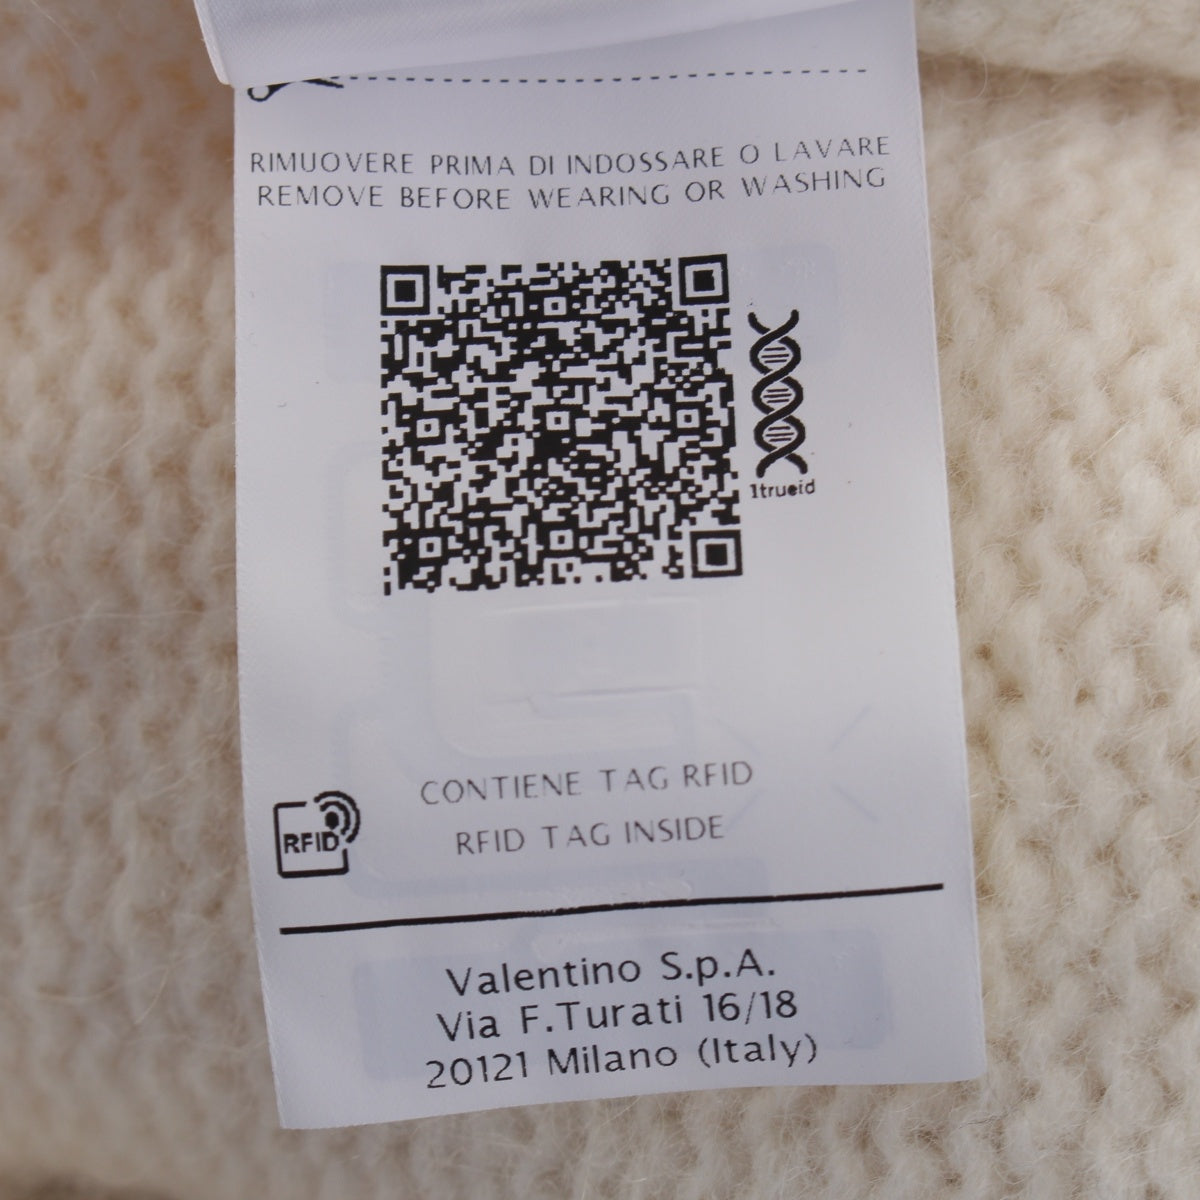 RIMUOVERE PRIMA DI INDOSSARE O LAVARE
REMOVE BEFORE WEARING OR WASHING
1trueid
CONTIENE TAG RFID
RFID TAG INSIDE
RFID
Valentino S.p.A.
Via F.Turati 16/18
20121 Milano (Italy)